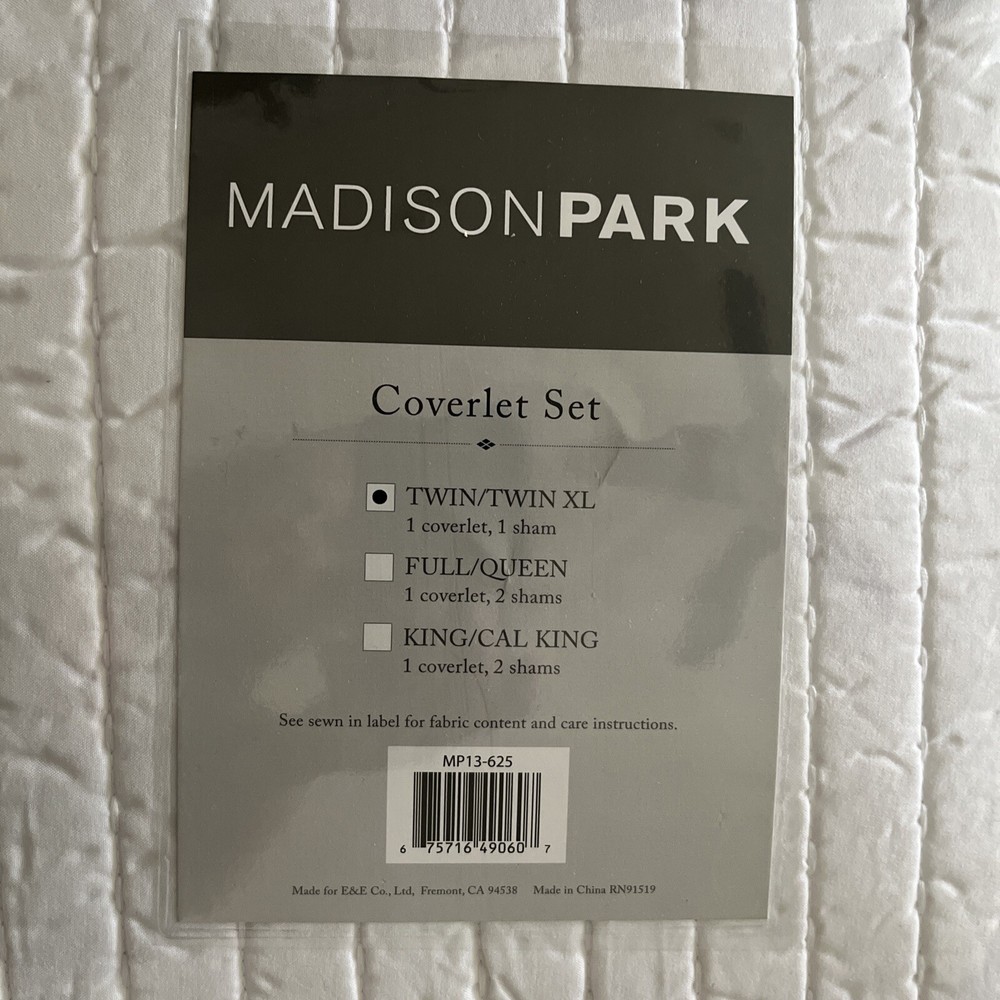 MADISONPARK
Coverlet Set
TWIN/TWIN XL
1 coverlet, 1 sham
FULL/QUEEN
1 coverlet, 2 shams
KING/CAL KING
1 coverlet, 2 shams
See sewn in label for fabric content and care instructions.
MP13-625
6 75716 49060 7
Made for E&E Co., Ltd, Fremont, CA 94538 Made in China RN91519